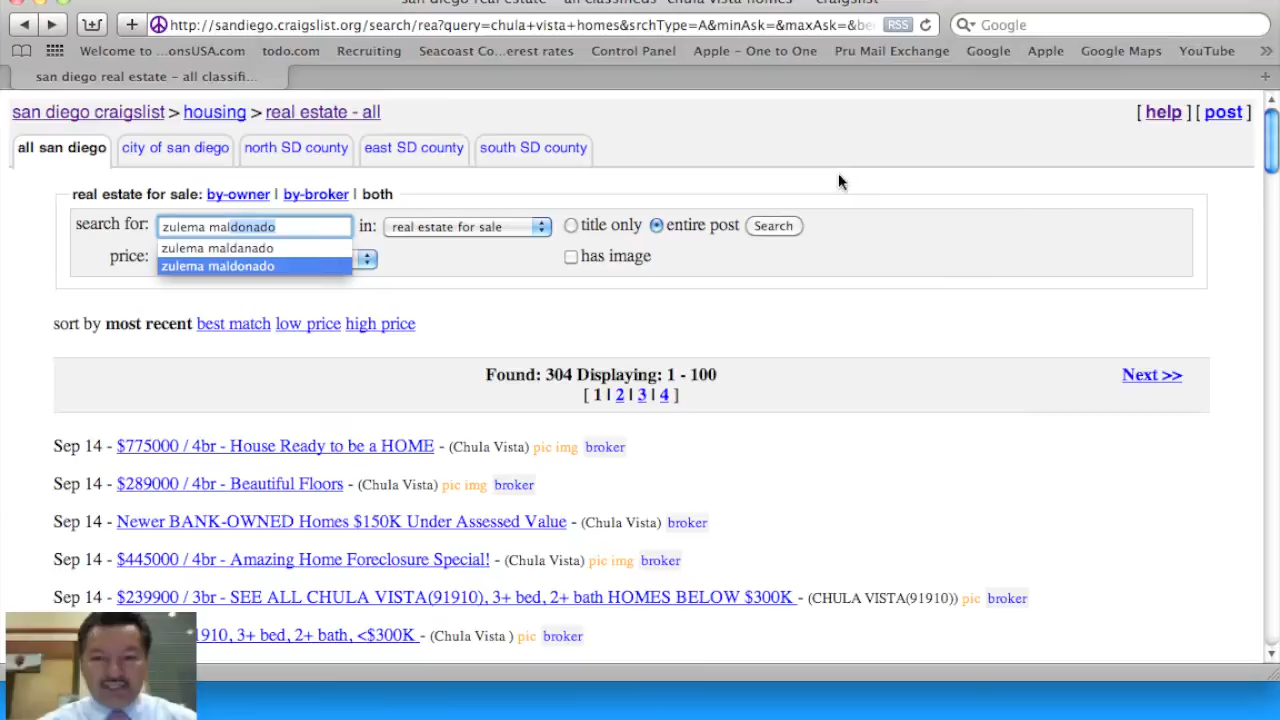 http://sandiego.craigslist.org/search/rea?query=chula+vista+homes&srchType=A&minAsk=&maxAsk=&be RSS Google
Welcome to ...onsUSA.com todo.com Recruiting Seacoast Co...erest rates Control Panel Apple - One to One Pru Mail Exchange Google Apple Google Maps YouTube >>
san diego real estate - all classifi...
san diego craigslist > housing > real estate - all [ help ] [ post ]
all san diego city of san diego north SD county east SD county south SD county
real estate for sale: by-owner | by-broker | both
search for: zulema maldonado in: real estate for sale title only entire post Search
zulema maldanado
price: has image
zulema maldonado
sort by most recent best match low price high price
Found: 304 Displaying: 1 - 100 Next >>
[ 1 | 2 | 3 | 4 ]
Sep 14 - $775000 / 4br - House Ready to be a HOME - (Chula Vista) pic img broker
Sep 14 - $289000 / 4br - Beautiful Floors - (Chula Vista) pic img broker
Sep 14 - Newer BANK-OWNED Homes $150K Under Assessed Value - (Chula Vista) broker
Sep 14 - $445000 / 4br - Amazing Home Foreclosure Special! - (Chula Vista) pic img broker
Sep 14 - $239900 / 3br - SEE ALL CHULA VISTA(91910), 3+ bed, 2+ bath HOMES BELOW $300K - (CHULA VISTA(91910)) pic broker
910, 3+ bed, 2+ bath, <$300K - (Chula Vista ) pic broker